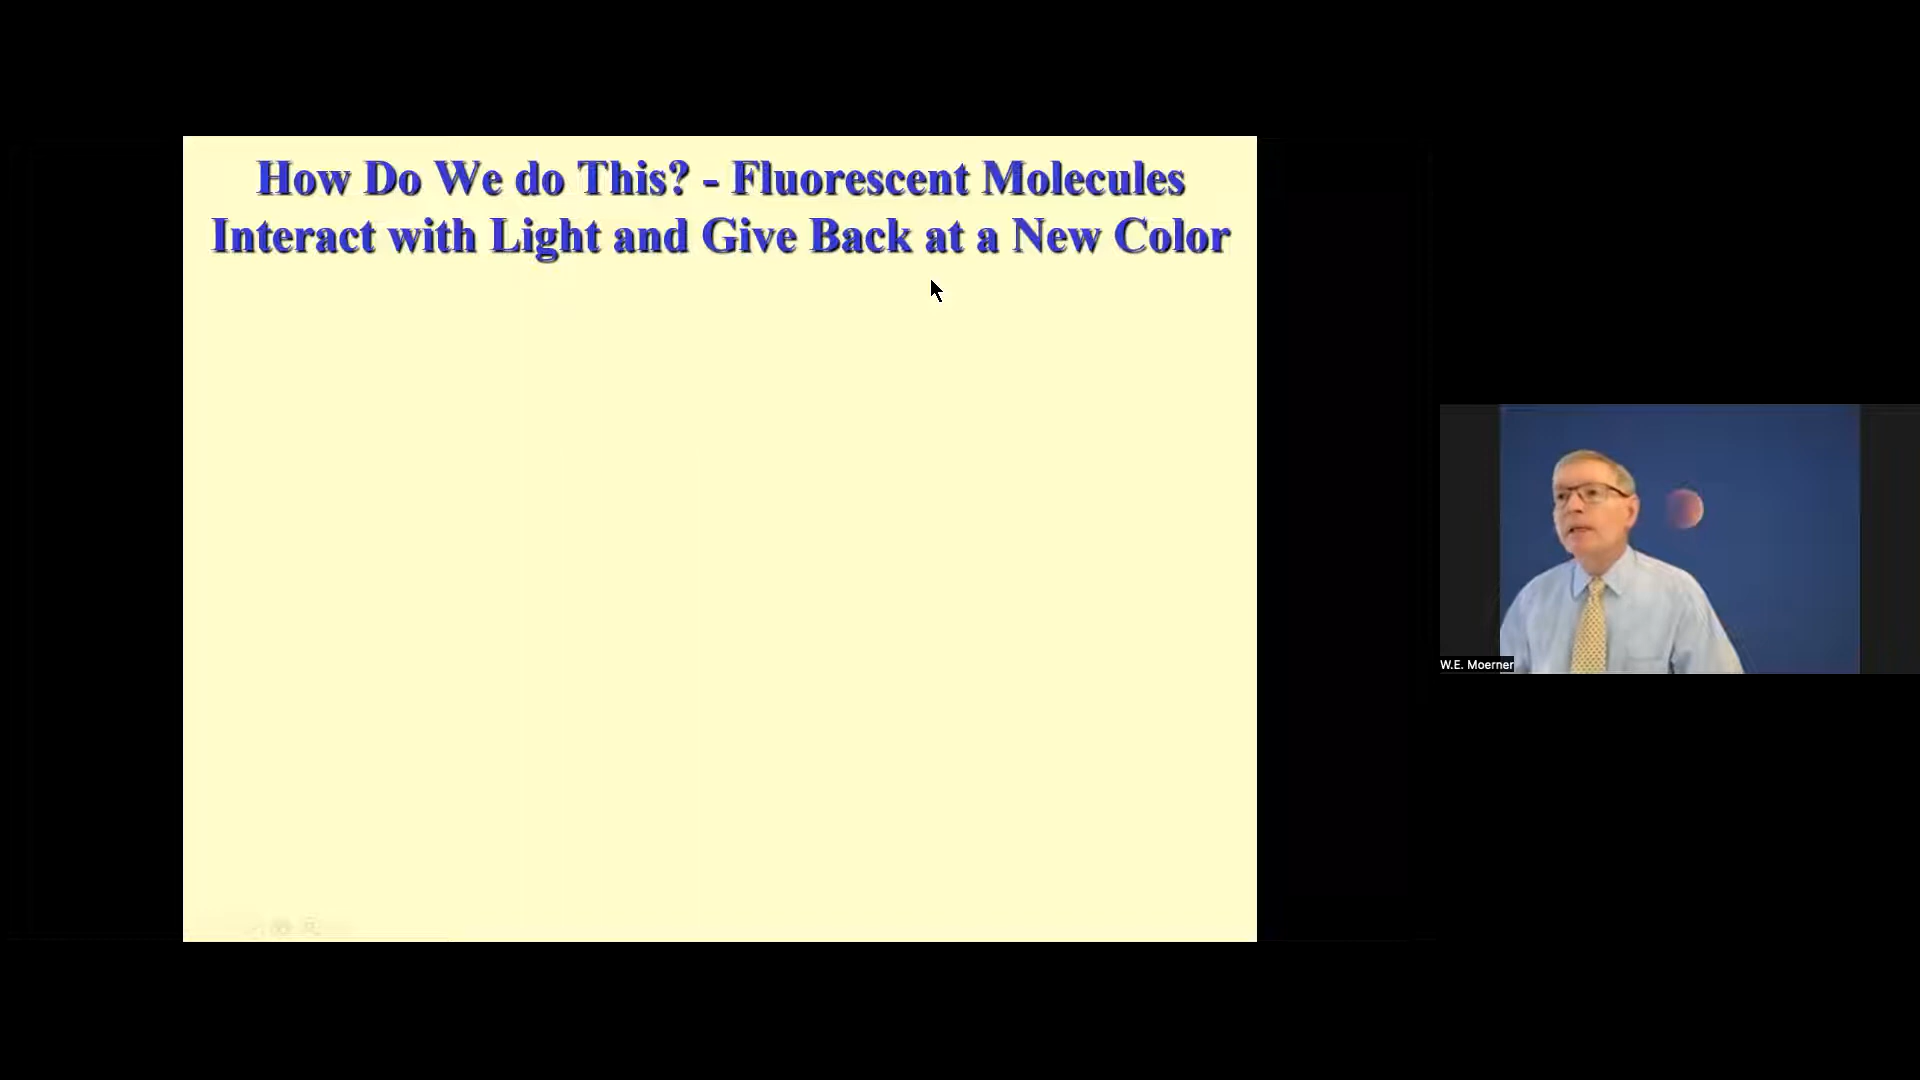 How Do We do This? - Fluorescent Molecules
Interact with Light and Give Back at a New Color
W.E. Moerner